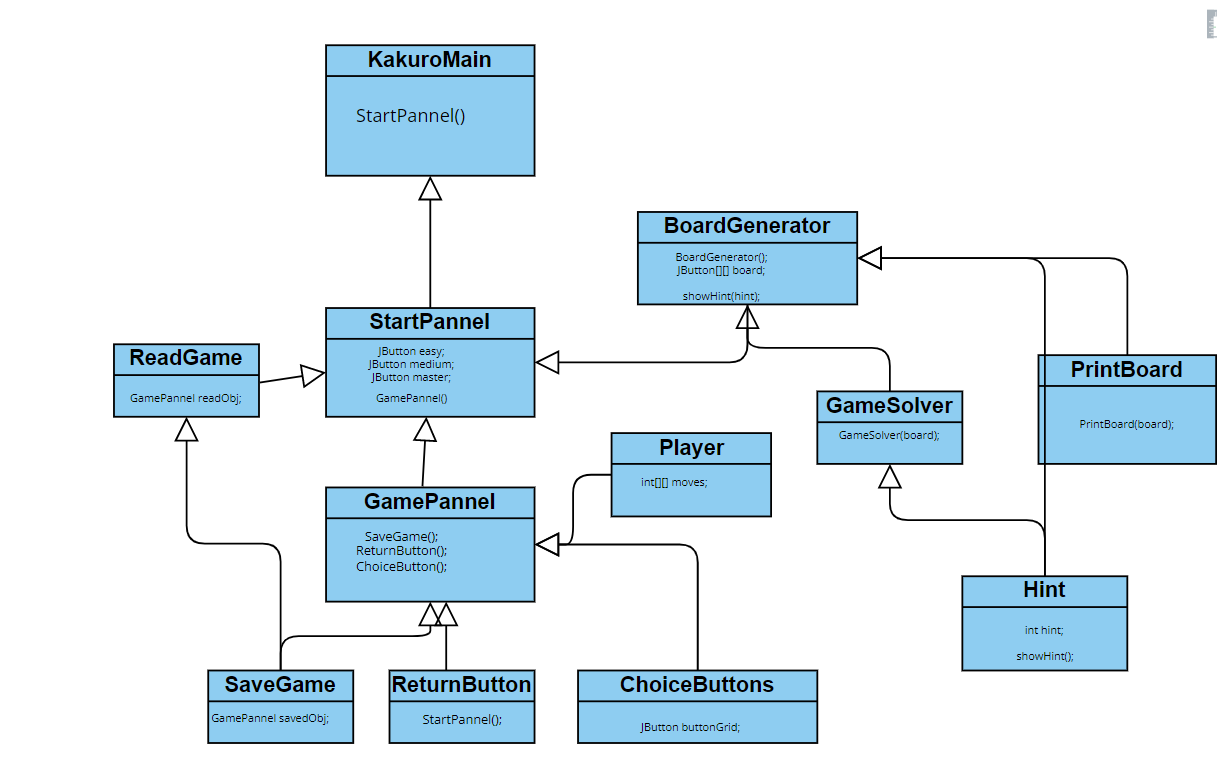 KakuroMain
StartPannel()
BoardGenerator
BoardGenerator();
JButton[][] board;
showHint(hint);
StartPannel
JButton easy;
JButton medium;
JButton master;
GamePannel()
ReadGame
GamePannel readObj;
PrintBoard
PrintBoard(board);
GameSolver
GameSolver(board);
Player
int[][] moves;
GamePannel
SaveGame();
ReturnButton();
ChoiceButton();
Hint
int hint;
showHint();
SaveGame
GamePannel savedObj;
ReturnButton
StartPannel();
ChoiceButtons
JButton buttonGrid;